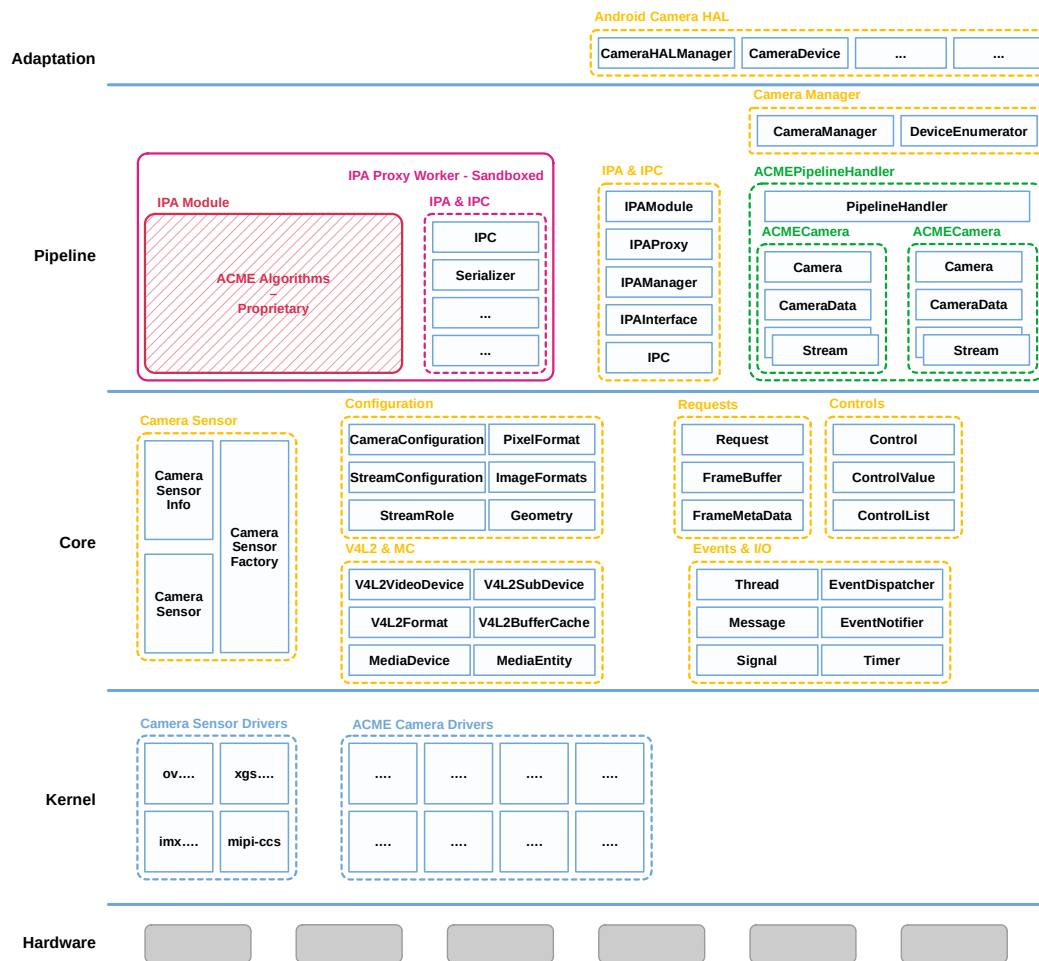 Android Camera HAL
Adaptation
CameraHALManager
CameraDevice
...
...
Camera Manager
CameraManager
DeviceEnumerator
Pipeline
IPA Proxy Worker - Sandboxed
IPA Module
ACME Algorithms
–
Proprietary
IPA & IPC
IPC
Serializer
...
...
IPA & IPC
IPAModule
IPAProxy
IPAManager
IPAInterface
IPC
ACMEPipelineHandler
PipelineHandler
ACMECamera
Camera
CameraData
Stream
ACMECamera
Camera
CameraData
Stream
Core
Camera Sensor
Camera
Sensor
Info
Camera
Sensor
Camera
Sensor
Factory
Configuration
CameraConfiguration
PixelFormat
StreamConfiguration
ImageFormats
StreamRole
Geometry
Requests
Request
FrameBuffer
FrameMetaData
Controls
Control
ControlValue
ControlList
V4L2 & MC
V4L2VideoDevice
V4L2SubDevice
V4L2Format
V4L2BufferCache
MediaDevice
MediaEntity
Events & I/O
Thread
EventDispatcher
Message
EventNotifier
Signal
Timer
Kernel
Camera Sensor Drivers
ov....
xgs....
imx....
mipi-ccs
ACME Camera Drivers
....
....
....
....
....
....
....
....
Hardware